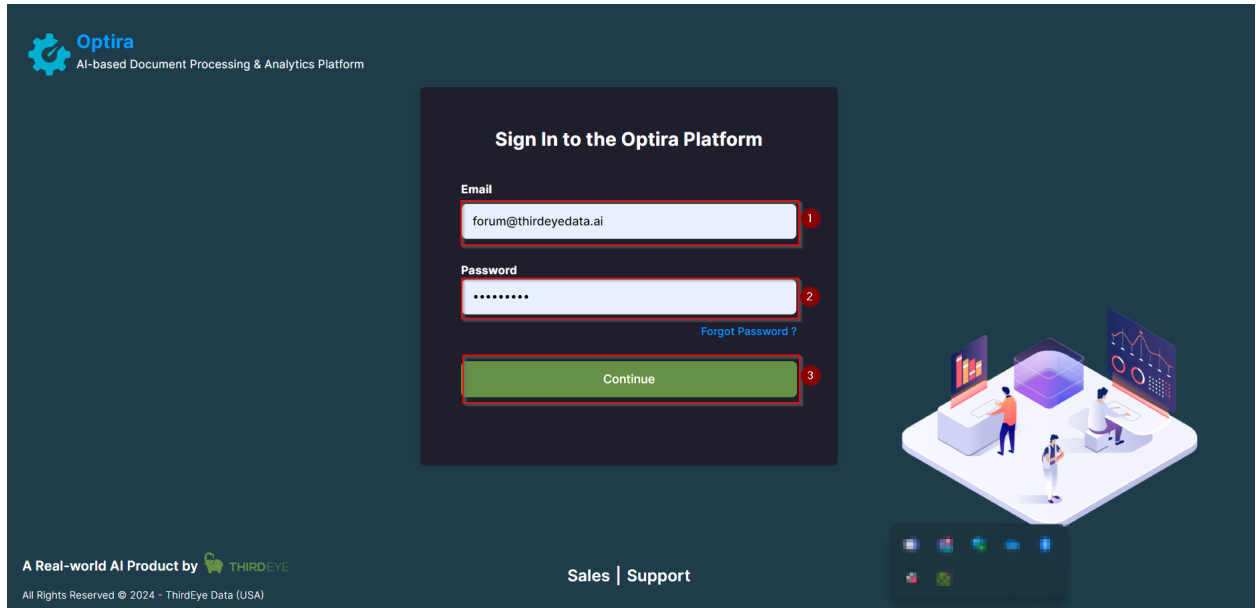 Optira
AI-based Document Processing & Analytics Platform
Sign In to the Optira Platform
Email
forum@thirdeyedata.ai
1
Password
•••••••••
2
Forgot Password ?
Continue
3
A Real-world AI Product by THIRDEYE
All Rights Reserved © 2024 - ThirdEye Data (USA)
Sales | Support